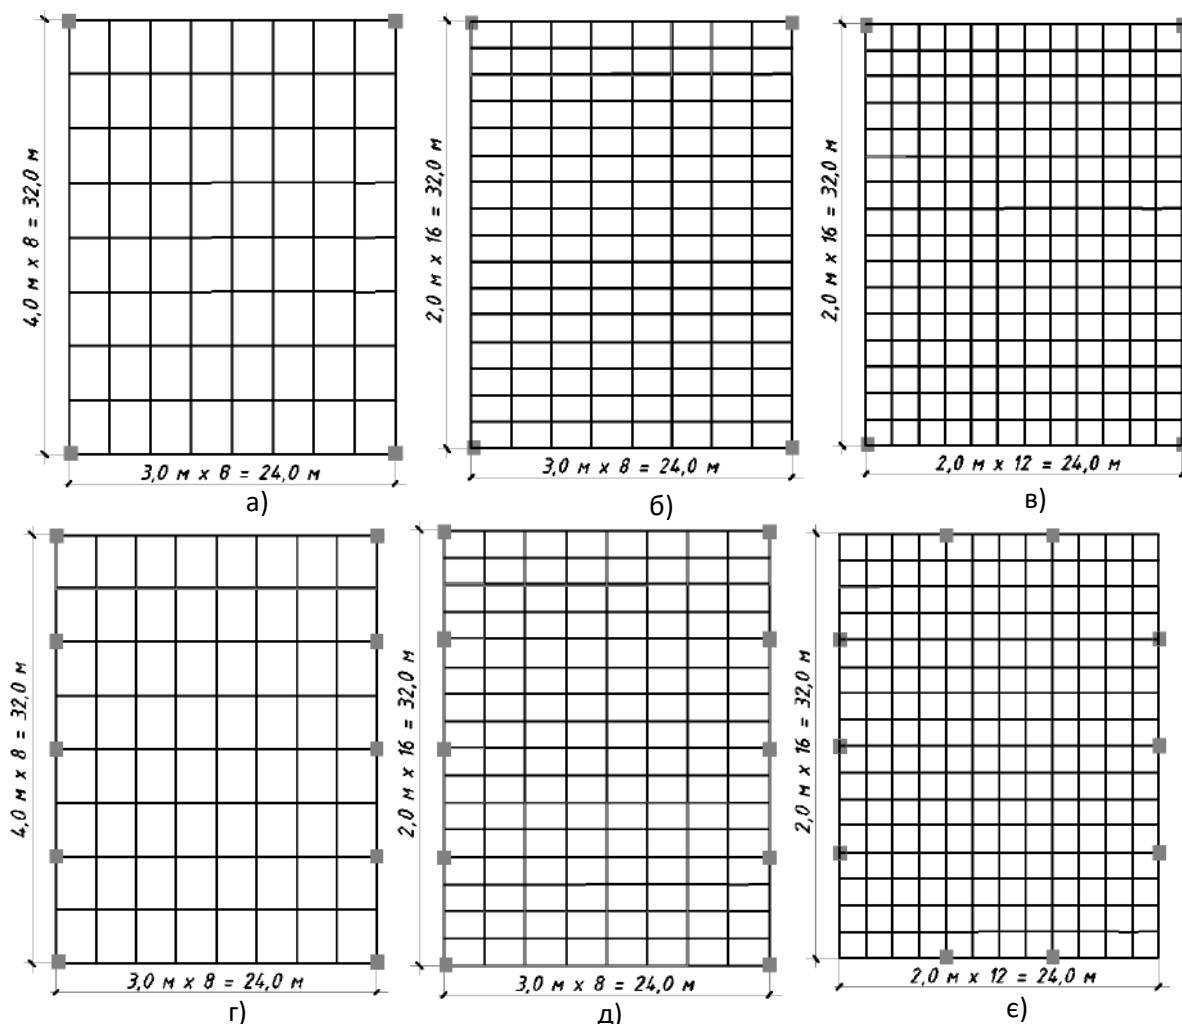 4,0 м x 8 = 32,0 м
3,0 м x 6 = 24,0 м
а)
2,0 м x 16 = 32,0 м
3,0 м x 8 = 24,0 м
б)
2,0 м x 16 = 32,0 м
2,0 м x 12 = 24,0 м
в)
4,0 м x 8 = 32,0 м
3,0 м x 8 = 24,0 м
г)
2,0 м x 16 = 32,0 м
3,0 м x 8 = 24,0 м
д)
2,0 м x 16 = 32,0 м
2,0 м x 12 = 24,0 м
є)